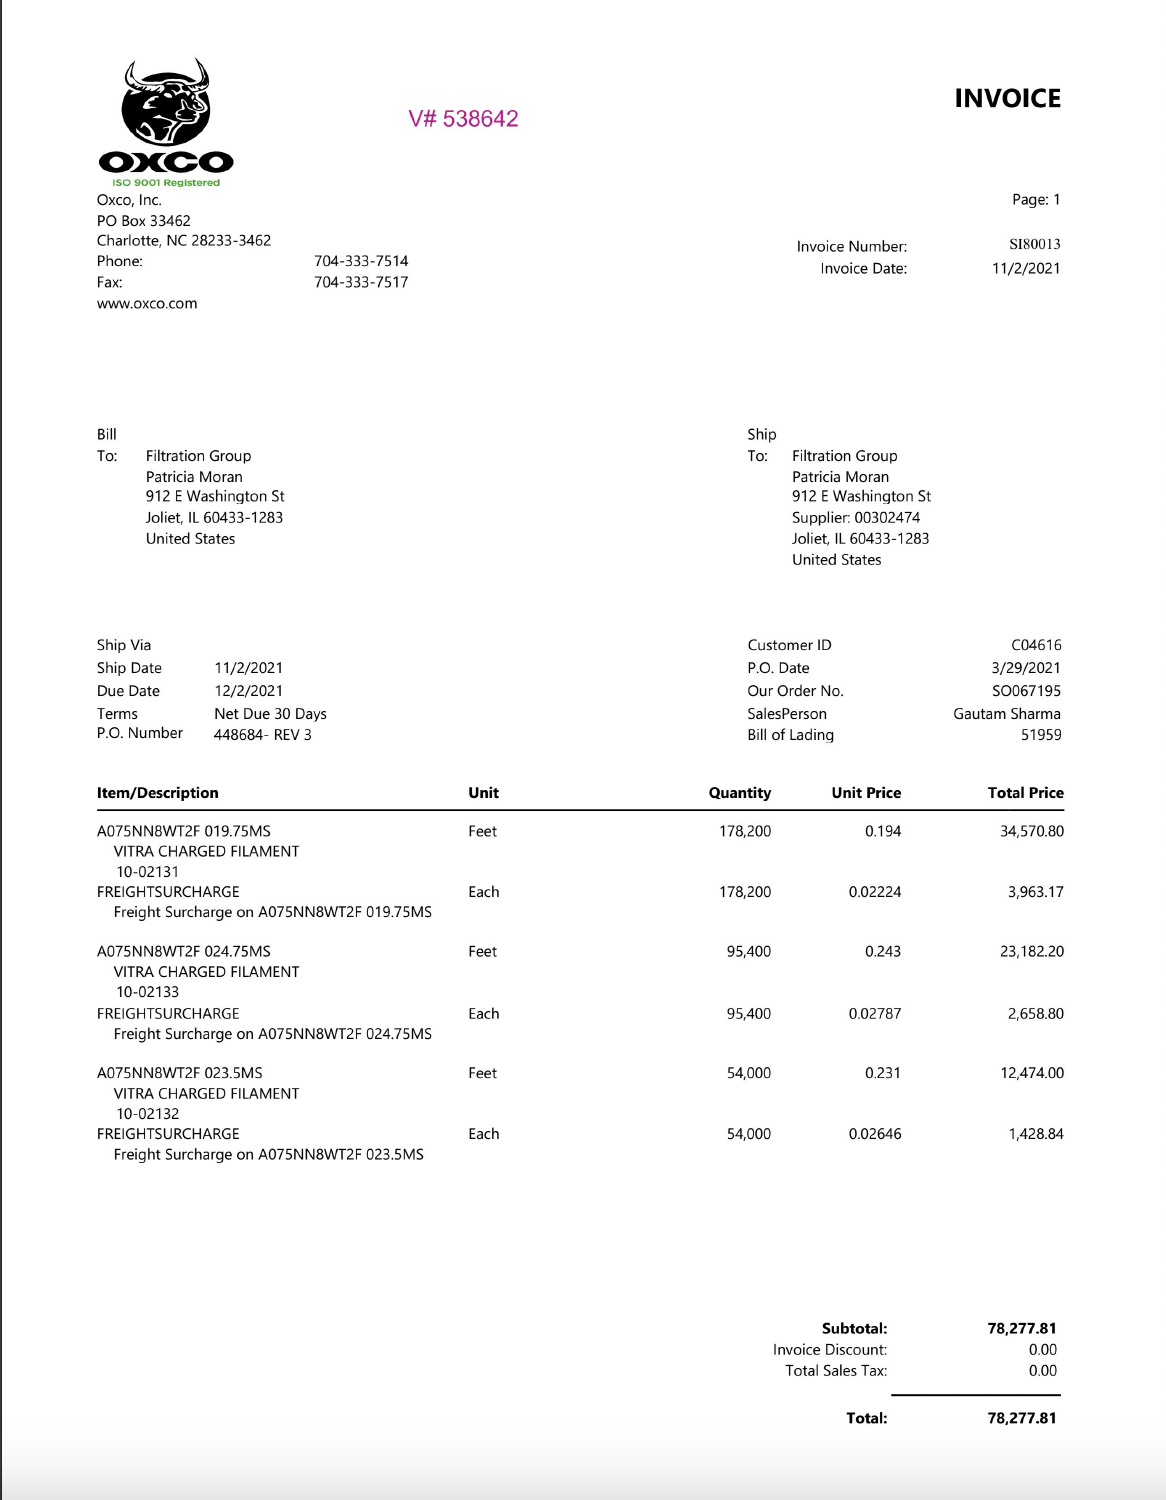 OXCO
ISO 9001 Registered
V# 538642
INVOICE
Oxco, Inc.
PO Box 33462
Charlotte, NC 28233-3462
Phone: 704-333-7514
Fax: 704-333-7517
www.oxco.com
Page: 1
Invoice Number: SI80013
Invoice Date: 11/2/2021
Bill
To: Filtration Group
Patricia Moran
912 E Washington St
Joliet, IL 60433-1283
United States
Ship
To: Filtration Group
Patricia Moran
912 E Washington St
Supplier: 00302474
Joliet, IL 60433-1283
United States
Ship Via
Ship Date 11/2/2021
Due Date 12/2/2021
Terms Net Due 30 Days
P.O. Number 448684- REV 3
Customer ID C04616
P.O. Date 3/29/2021
Our Order No. SO067195
SalesPerson Gautam Sharma
Bill of Lading 51959
Item/Description Unit Quantity Unit Price Total Price
A075NN8WT2F 019.75MS Feet 178,200 0.194 34,570.80
VITRA CHARGED FILAMENT
10-02131
FREIGHTSURCHARGE Each 178,200 0.02224 3,963.17
Freight Surcharge on A075NN8WT2F 019.75MS
A075NN8WT2F 024.75MS Feet 95,400 0.243 23,182.20
VITRA CHARGED FILAMENT
10-02133
FREIGHTSURCHARGE Each 95,400 0.02787 2,658.80
Freight Surcharge on A075NN8WT2F 024.75MS
A075NN8WT2F 023.5MS Feet 54,000 0.231 12,474.00
VITRA CHARGED FILAMENT
10-02132
FREIGHTSURCHARGE Each 54,000 0.02646 1,428.84
Freight Surcharge on A075NN8WT2F 023.5MS
Subtotal: 78,277.81
Invoice Discount: 0.00
Total Sales Tax: 0.00
Total: 78,277.81